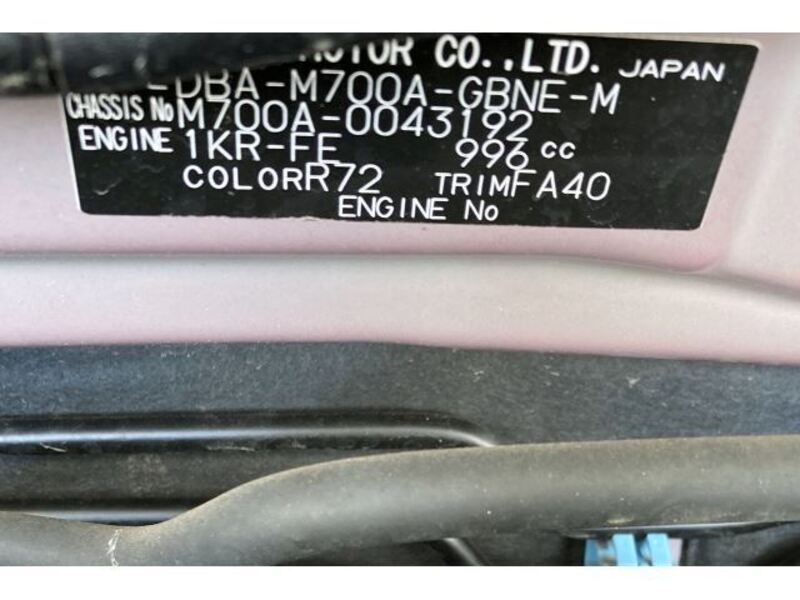 MOTOR CO.,LTD. JAPAN
DBA-M700A-GBNE-M
CHASSIS No M700A-0043192
ENGINE 1KR-FE 996 cc
COLOR R72 TRIM FA40
ENGINE No